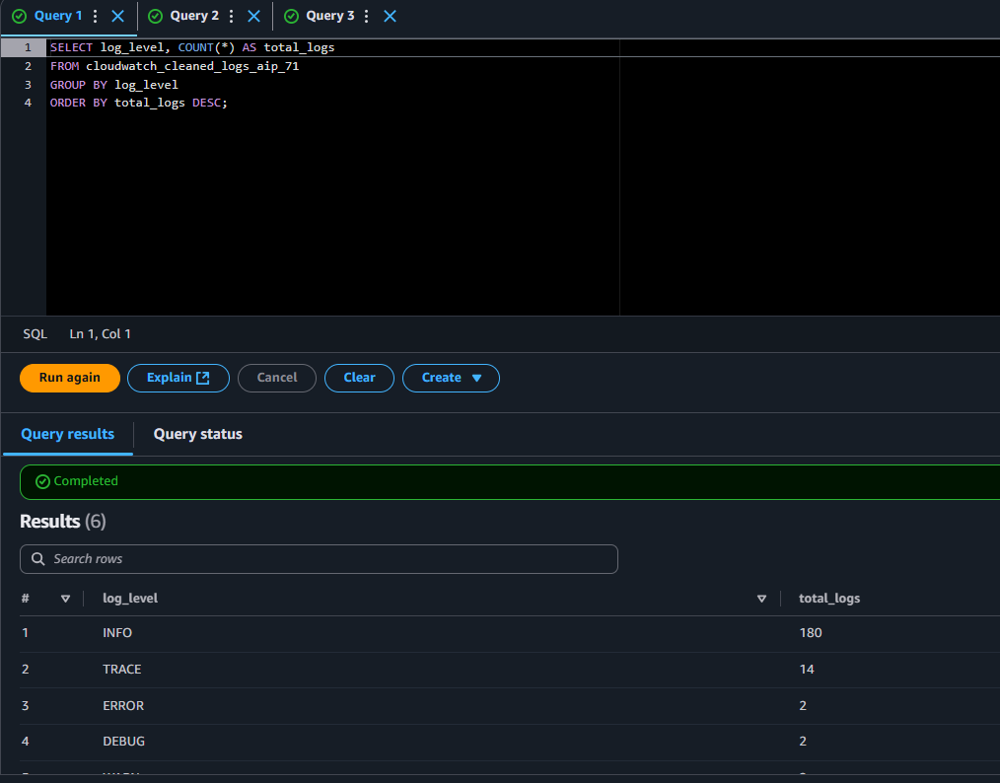 Query 1 Query 2 Query 3
1 SELECT log_level, COUNT(*) AS total_logs
2 FROM cloudwatch_cleaned_logs_aip_71
3 GROUP BY log_level
4 ORDER BY total_logs DESC;
SQL Ln 1, Col 1
Run again Explain Cancel Clear Create
Query results Query status
Completed
Results (6)
Search rows
# log_level total_logs
1 INFO 180
2 TRACE 14
3 ERROR 2
4 DEBUG 2